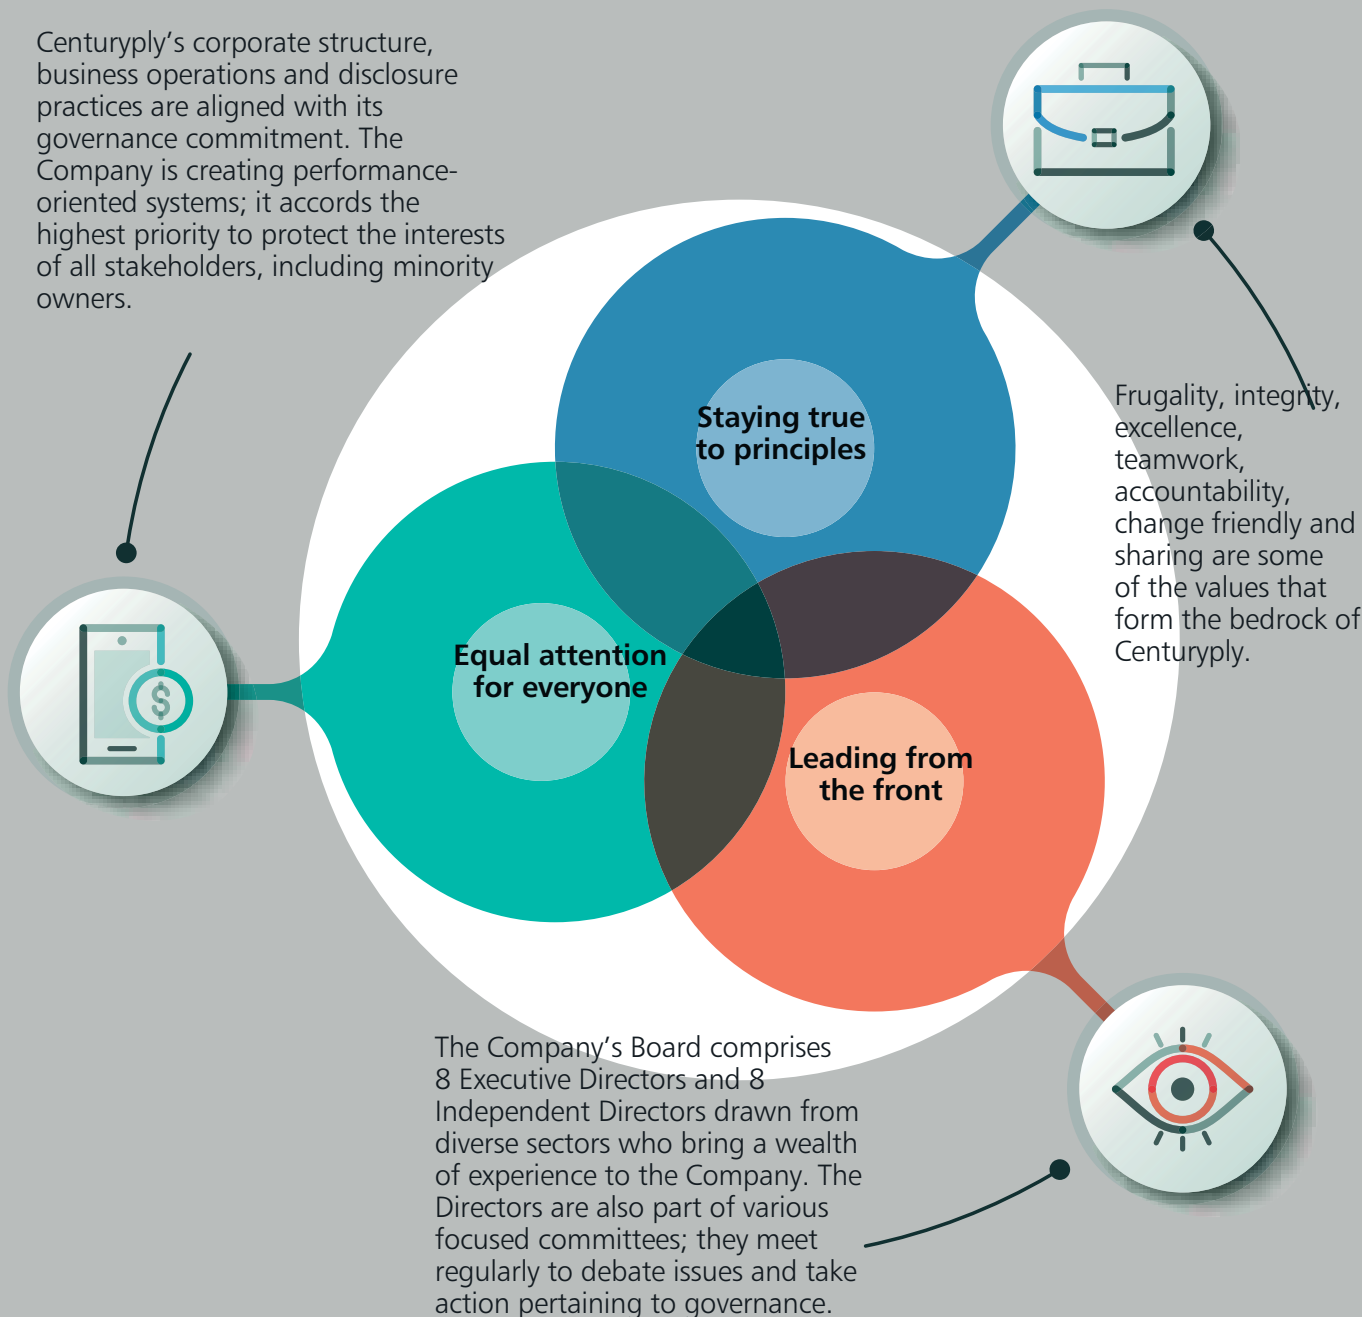 Centuryply’s corporate structure,
business operations and disclosure
practices are aligned with its
governance commitment. The
Company is creating performance-
oriented systems; it accords the
highest priority to protect the interests
of all stakeholders, including minority
owners.
Staying true
to principles
Frugality, integrity,
excellence,
teamwork,
accountability,
change friendly and
sharing are some
of the values that
form the bedrock of
Centuryply.
Equal attention
for everyone
$
Leading from
the front
The Company’s Board comprises
8 Executive Directors and 8
Independent Directors drawn from
diverse sectors who bring a wealth
of experience to the Company. The
Directors are also part of various
focused committees; they meet
regularly to debate issues and take
action pertaining to governance.